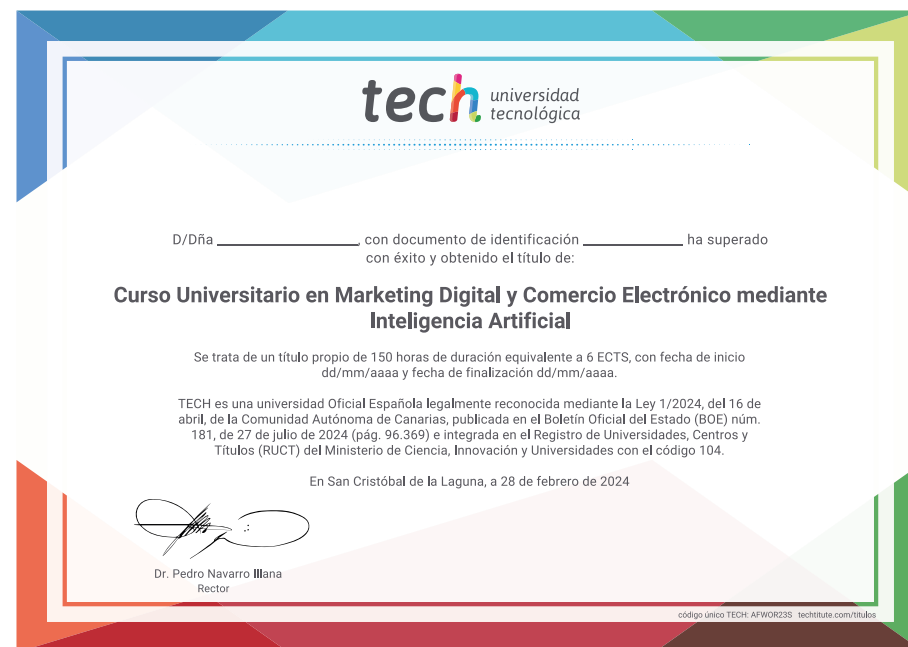 tech universidad
tecnológica
D/Dña ____________________, con documento de identificación ______________ ha superado
con éxito y obtenido el título de:
Curso Universitario en Marketing Digital y Comercio Electrónico mediante
Inteligencia Artificial
Se trata de un título propio de 150 horas de duración equivalente a 6 ECTS, con fecha de inicio
dd/mm/aaaa y fecha de finalización dd/mm/aaaa.
TECH es una universidad Oficial Española legalmente reconocida mediante la Ley 1/2024, del 16 de
abril, de la Comunidad Autónoma de Canarias, publicada en el Boletín Oficial del Estado (BOE) núm.
181, de 27 de julio de 2024 (pág. 96.369) e integrada en el Registro de Universidades, Centros y
Títulos (RUCT) del Ministerio de Ciencia, Innovación y Universidades con el código 104.
En San Cristóbal de la Laguna, a 28 de febrero de 2024
Dr. Pedro Navarro Illana
Rector
código único TECH: AFWOR23S techtitute.com/titulos